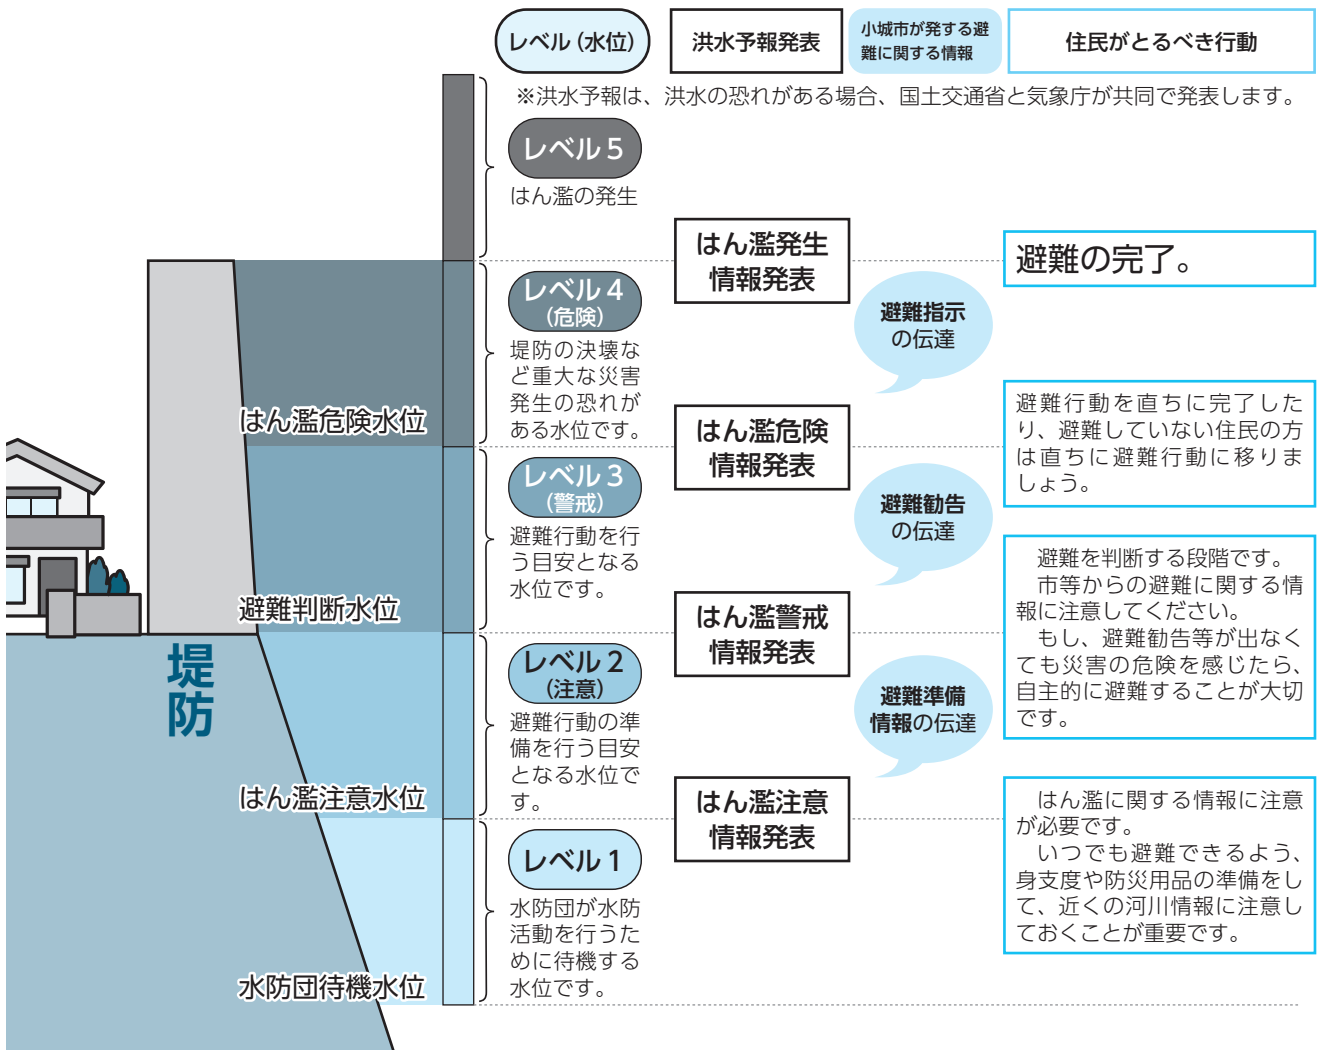 レベル（水位）
洪水予報発表
小城市が発する避
難に関する情報
住民がとるべき行動
※洪水予報は、洪水の恐れがある場合、国土交通省と気象庁が共同で発表します。
レベル５
はん濫の発生
はん濫発生
情報発表
避難の完了。
レベル４
（危険）
堤防の決壊な
ど重大な災害
発生の恐れが
ある水位です。
避難指示
の伝達
はん濫危険水位
はん濫危険
情報発表
避難行動を直ちに完了した
り、避難していない住民の方
は直ちに避難行動に移りま
しょう。
レベル３
（警戒）
避難行動を行
う目安となる
水位です。
避難勧告
の伝達
避難判断水位
はん濫警戒
情報発表
避難を判断する段階です。
市等からの避難に関する情
報に注意してください。
もし、避難勧告等が出なく
ても災害の危険を感じたら、
自主的に避難することが大切
です。
堤防
レベル２
（注意）
避難行動の準
備を行う目安
となる水位で
す。
避難準備
情報の伝達
はん濫注意水位
はん濫注意
情報発表
はん濫に関する情報に注意
が必要です。
いつでも避難できるよう、
身支度や防災用品の準備をし
て、近くの河川情報に注意し
ておくことが重要です。
レベル１
水防団が水防
活動を行うた
めに待機する
水位です。
水防団待機水位